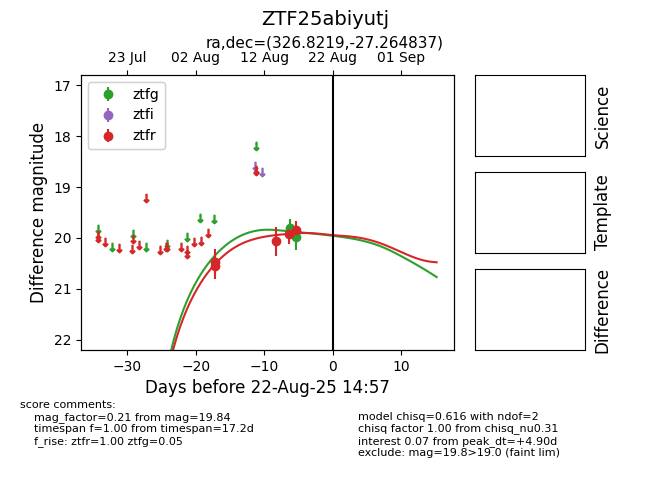 ZTF25abiyutj
ra,dec=(326.8219,-27.264837)
23 Jul 02 Aug 12 Aug 22 Aug 01 Sep
ztfg
ztfi
ztfr
17
18
19
20
21
22
Difference magnitude
−30 −20 −10 0 10
Days before 22-Aug-25 14:57
Science
Template
Difference
score comments:
mag_factor=0.21 from mag=19.84
timespan f=1.00 from timespan=17.2d
f_rise: ztfr=1.00 ztfg=0.05
model chisq=0.616 with ndof=2
chisq factor 1.00 from chisq_nu0.31
interest 0.07 from peak_dt=+4.90d
exclude: mag=19.8>19.0 (faint lim)